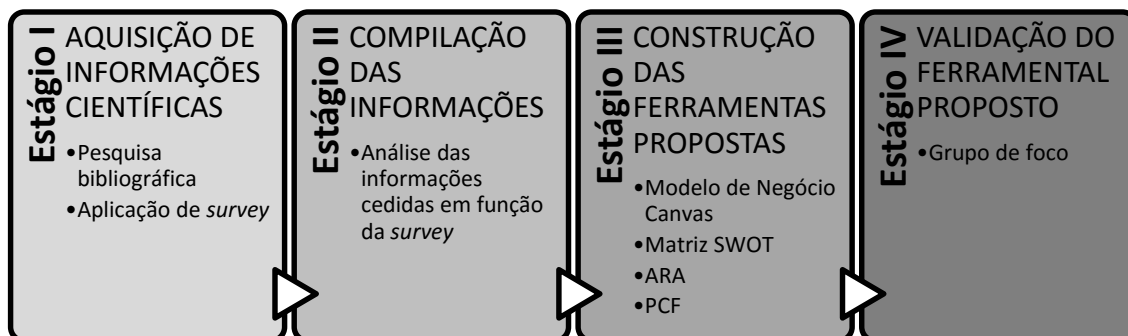 Estágio I
AQUISIÇÃO DE
INFORMAÇÕES
CIENTÍFICAS
•Pesquisa
bibliográfica
•Aplicação de survey
Estágio II
COMPILAÇÃO
DAS
INFORMAÇÕES
•Análise das
informações
cedidas em função
da survey
Estágio III
CONSTRUÇÃO
DAS
FERRAMENTAS
PROPOSTAS
•Modelo de Negócio
Canvas
•Matriz SWOT
•ARA
•PCF
Estágio IV
VALIDAÇÃO DO
FERRAMENTAL
PROPOSTO
•Grupo de foco